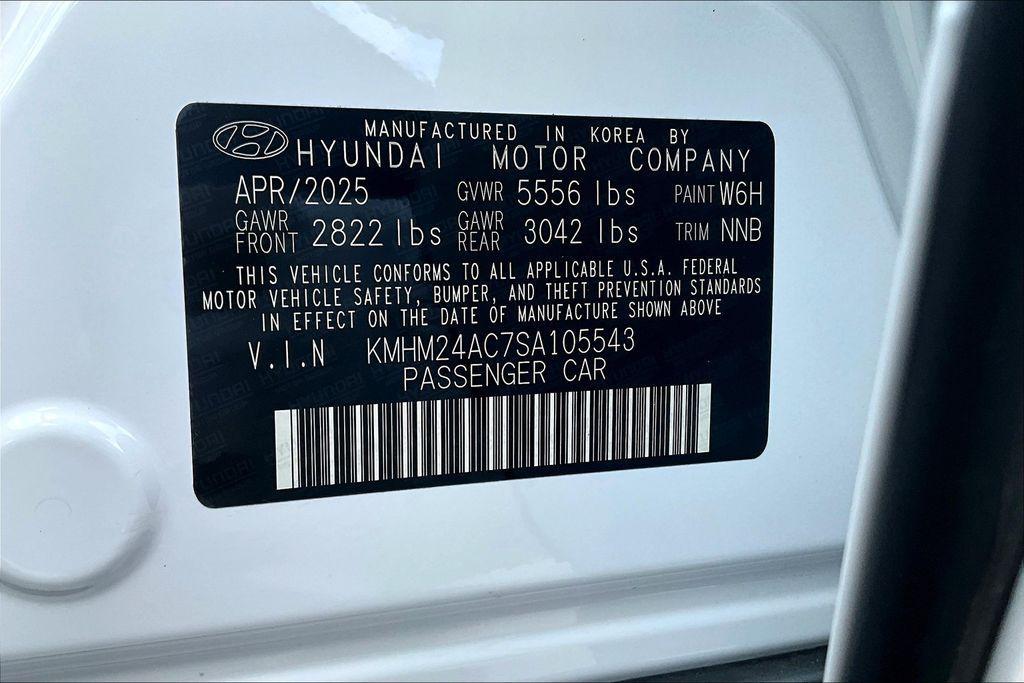 MANUFACTURED IN KOREA BY
HYUNDAI MOTOR COMPANY
APR/2025 GVWR 5556 lbs PAINT W6H
GAWR FRONT 2822 lbs GAWR REAR 3042 lbs TRIM NNB
THIS VEHICLE CONFORMS TO ALL APPLICABLE U.S.A. FEDERAL
MOTOR VEHICLE SAFETY, BUMPER, AND THEFT PREVENTION STANDARDS
IN EFFECT ON THE DATE OF MANUFACTURE SHOWN ABOVE
V.I.N KMHM24AC7SA105543
PASSENGER CAR